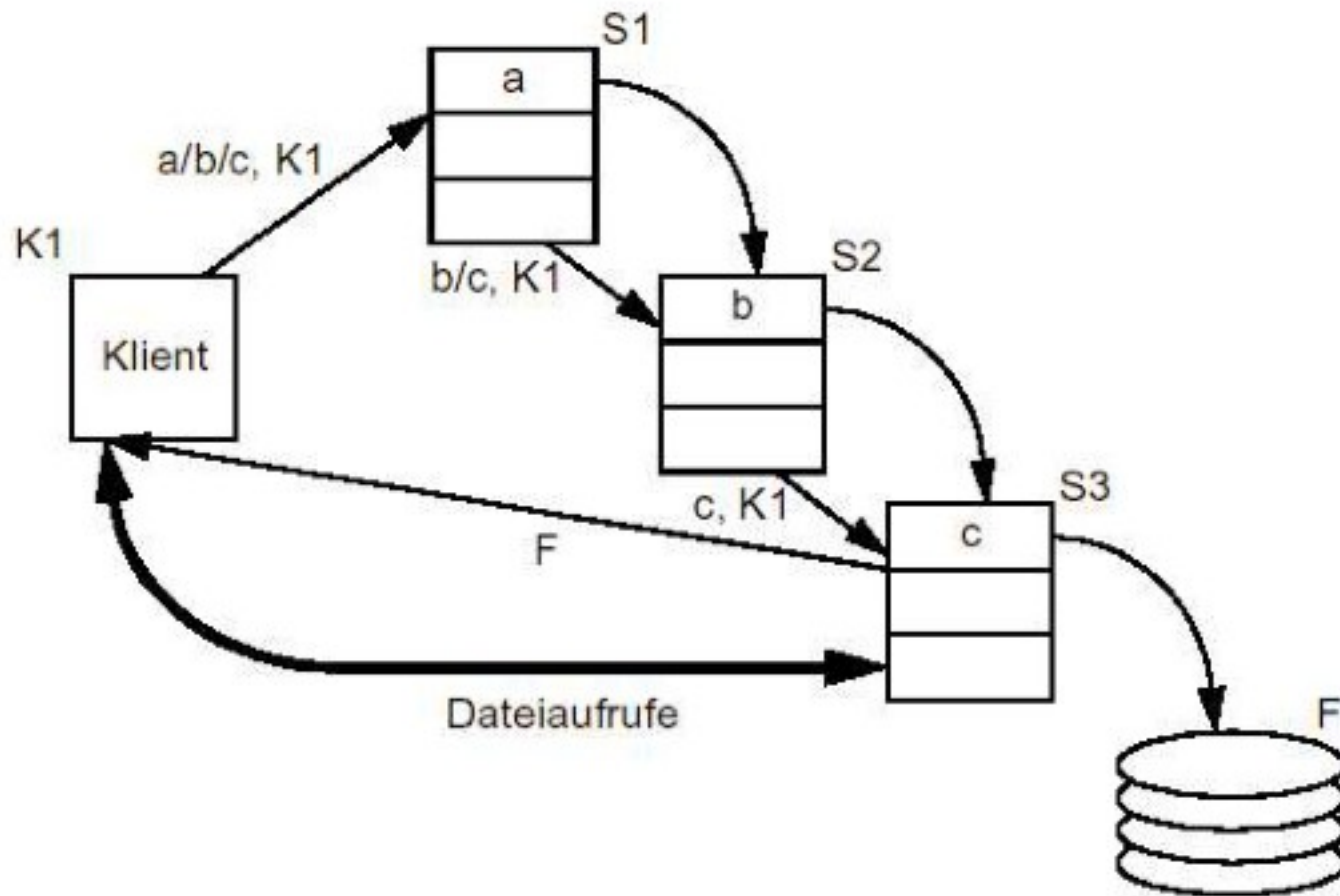 S1
a
a/b/c, K1
K1
b/c, K1
S2
b
Klient
c, K1
S3
c
F
Dateiaufrufe
F